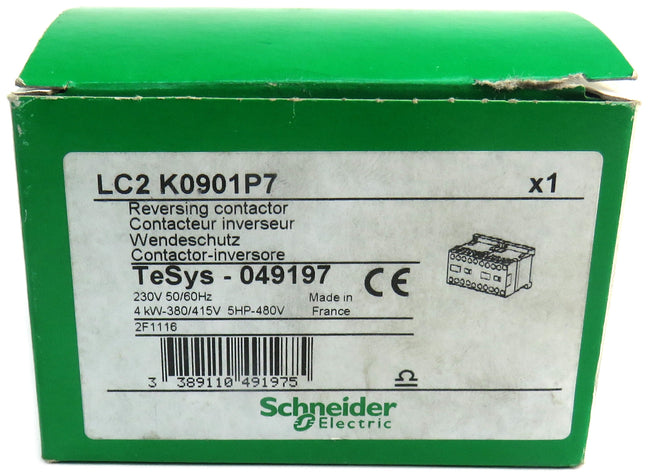 LC2 K0901P7 x1
Reversing contactor
Contacteur inverseur
Wendeschutz
Contactor-inversore
TeSys - 049197 CE
230V 50/60Hz Made in
4 kW-380/415V 5HP-480V France
2F1116
3 389110 491975
Schneider
Electric